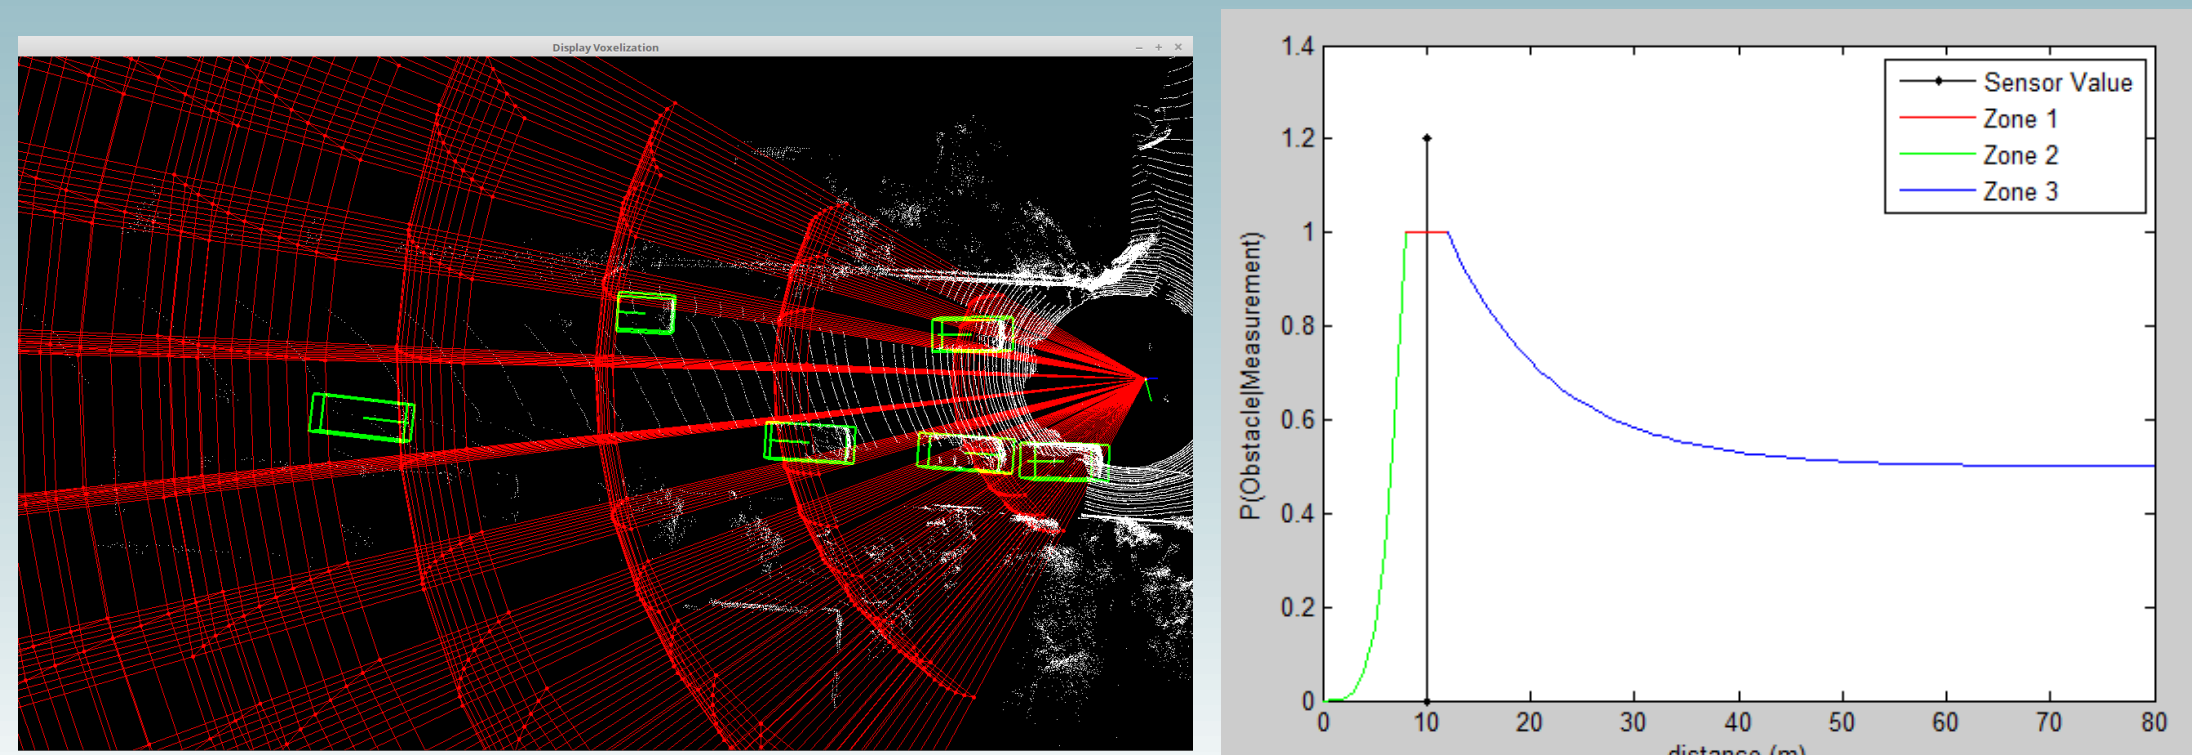 Display Voxelization
1.4
1.2
1
0.8
0.6
0.4
0.2
0
P(Obstacle|Measurement)
Sensor Value
Zone 1
Zone 2
Zone 3
0 10 20 30 40 50 60 70 80
distance (m)